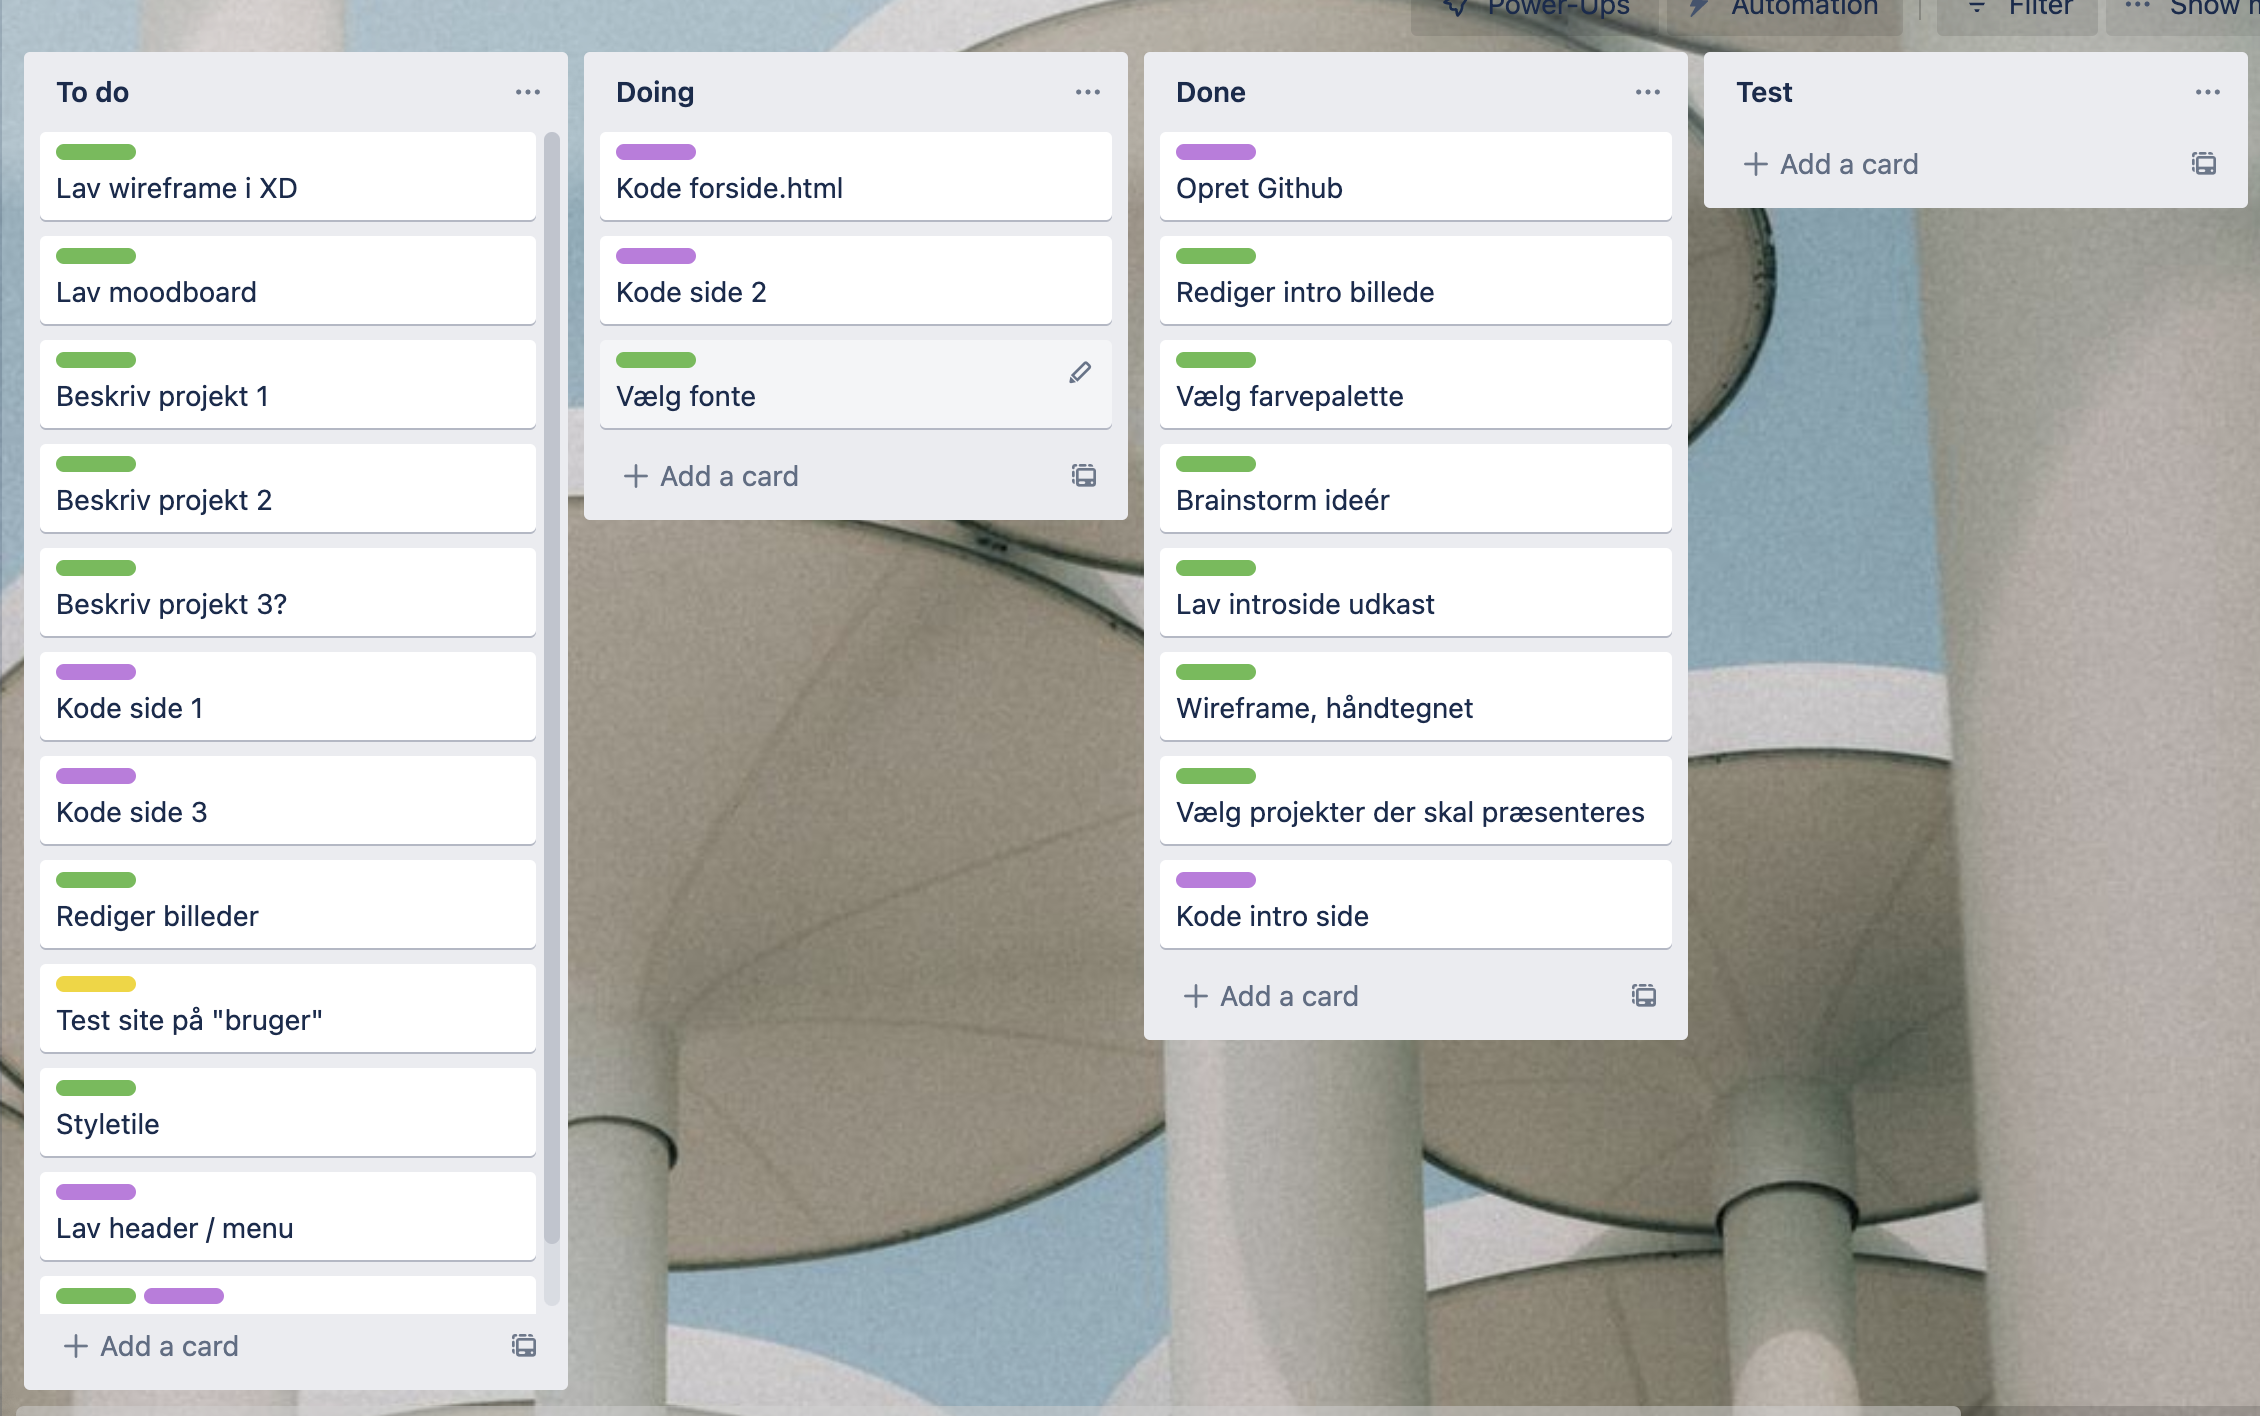 Power-Ups
Automation
Filter
Show
To do
Lav wireframe i XD
Lav moodboard
Beskriv projekt 1
Beskriv projekt 2
Beskriv projekt 3?
Kode side 1
Kode side 3
Rediger billeder
Test site på "bruger"
Styletile
Lav header / menu
+ Add a card
Doing
Kode forside.html
Kode side 2
Vælg fonte
+ Add a card
Done
Opret Github
Rediger intro billede
Vælg farvepalette
Brainstorm ideér
Lav introside udkast
Wireframe, håndtegnet
Vælg projekter der skal præsenteres
Kode intro side
+ Add a card
Test
+ Add a card